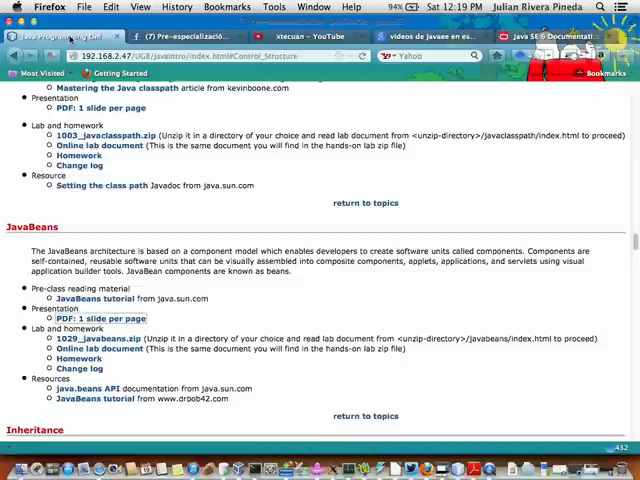 Firefox File Edit View History Bookmarks Tools Window Help 94% Sat 12:19 PM Julian Rivera Pineda
Java Programming Onl (7) Pre-especializació... xtecuan – YouTube videos de javaee en es... Java SE 6 Documentati...
192.168.2.47/UGB/javaintro/index.html#Control_Structure Yahoo
Most Visited Getting Started Bookmarks
Mastering the Java classpath article from kevinboone.com
Presentation
PDF: 1 slide per page
Lab and homework
1003_javaclasspath.zip (Unzip it in a directory of your choice and read lab document from <unzip-directory>/javaclasspath/index.html to proceed)
Online lab document (This is the same document you will find in the hands-on lab zip file)
Homework
Change log
Resource
Setting the class path Javadoc from java.sun.com
return to topics
JavaBeans
The JavaBeans architecture is based on a component model which enables developers to create software units called components. Components are
self-contained, reusable software units that can be visually assembled into composite components, applets, applications, and servlets using visual
application builder tools. JavaBean components are known as beans.
Pre-class reading material
JavaBeans tutorial from java.sun.com
Presentation
PDF: 1 slide per page
Lab and homework
1029_javabeans.zip (Unzip it in a directory of your choice and read lab document from <unzip-directory>/javabeans/index.html to proceed)
Online lab document (This is the same document you will find in the hands-on lab zip file)
Homework
Change log
Resources
java.beans API documentation from java.sun.com
JavaBeans tutorial from www.drbob42.com
return to topics
Inheritance
432